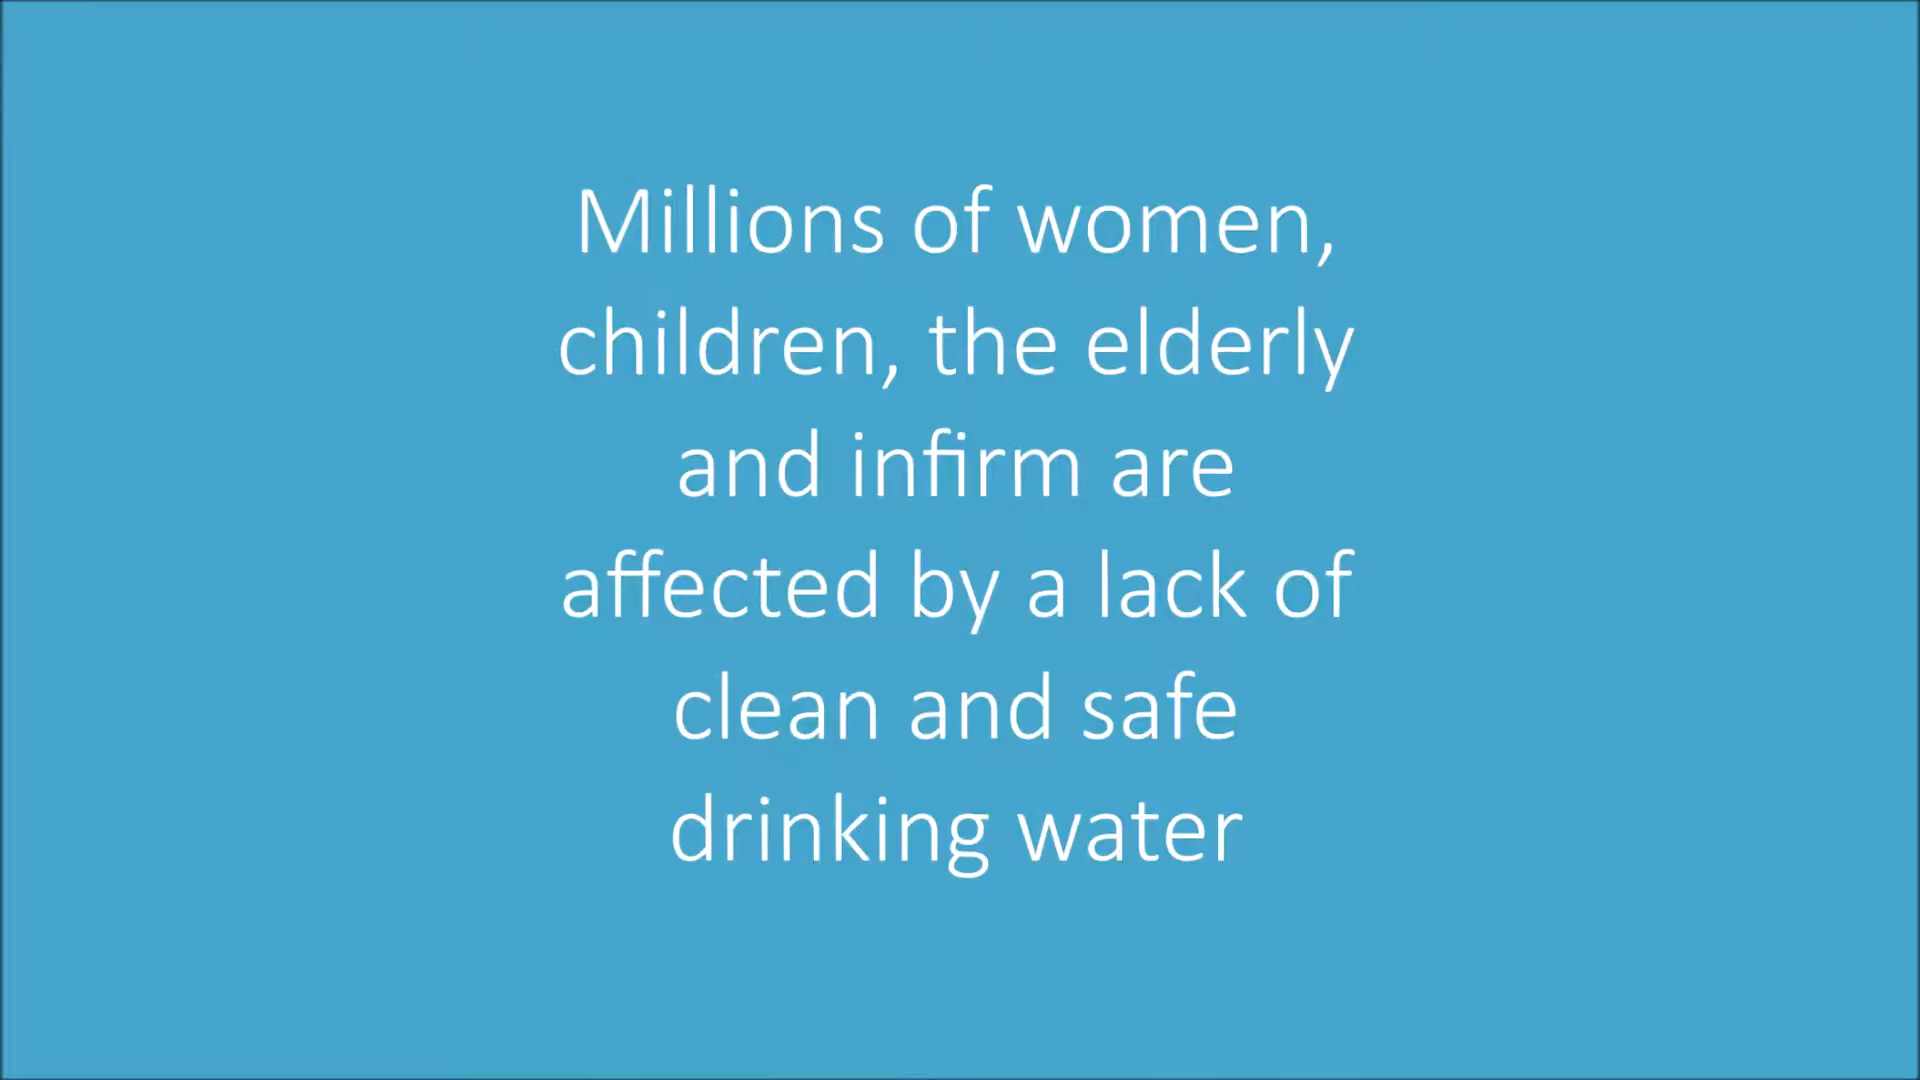 Millions of women,
children, the elderly
and infirm are
affected by a lack of
clean and safe
drinking water